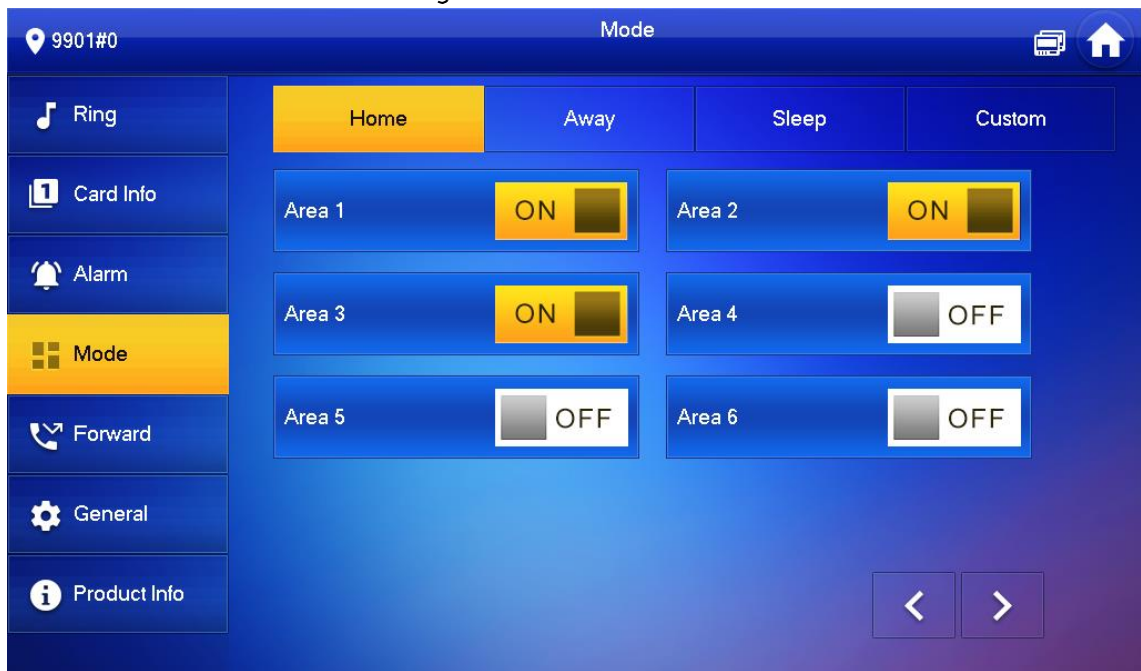 Mode
9901#0
Ring
Card Info
Alarm
Mode
Forward
General
Product Info
Home Away Sleep Custom
Area 1 ON Area 2 ON
Area 3 ON Area 4 OFF
Area 5 OFF Area 6 OFF